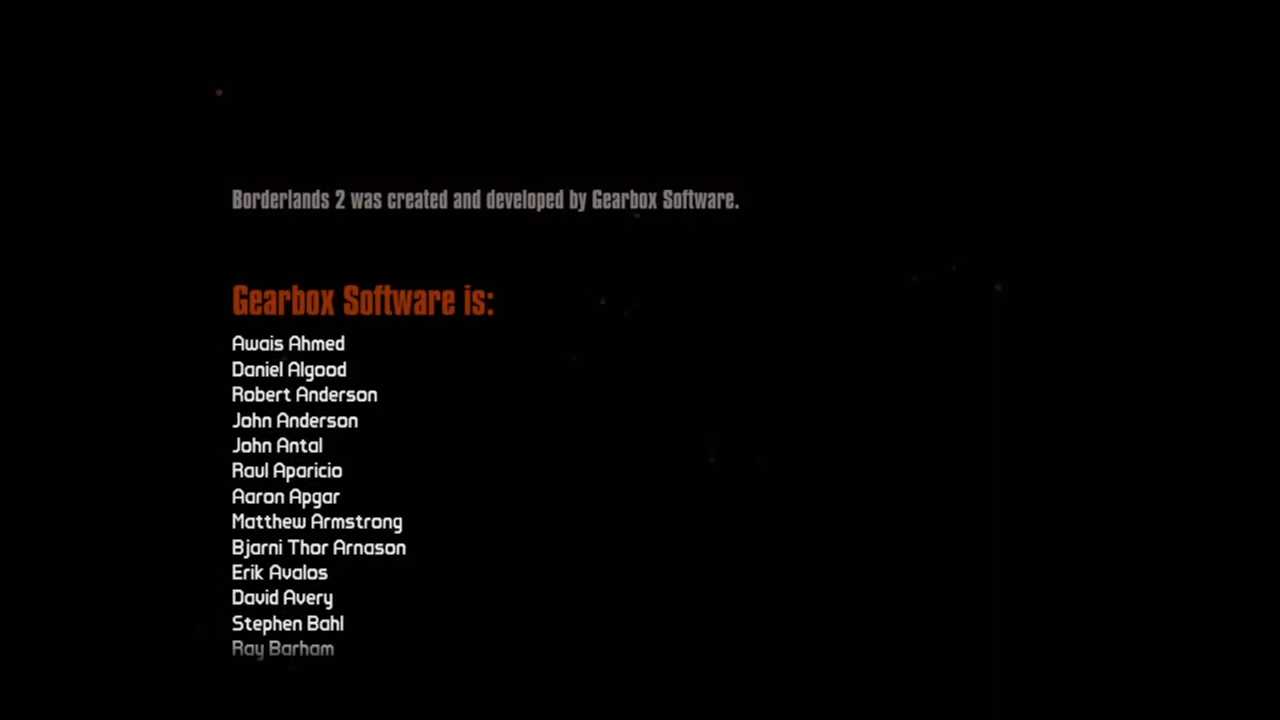 Borderlands 2 was created and developed by Gearbox Software.
Gearbox Software is:
Awais Ahmed
Daniel Algood
Robert Anderson
John Anderson
John Antal
Raul Aparicio
Aaron Apgar
Matthew Armstrong
Bjarni Thor Arnason
Erik Avalos
David Avery
Stephen Bahl
Ray Barham